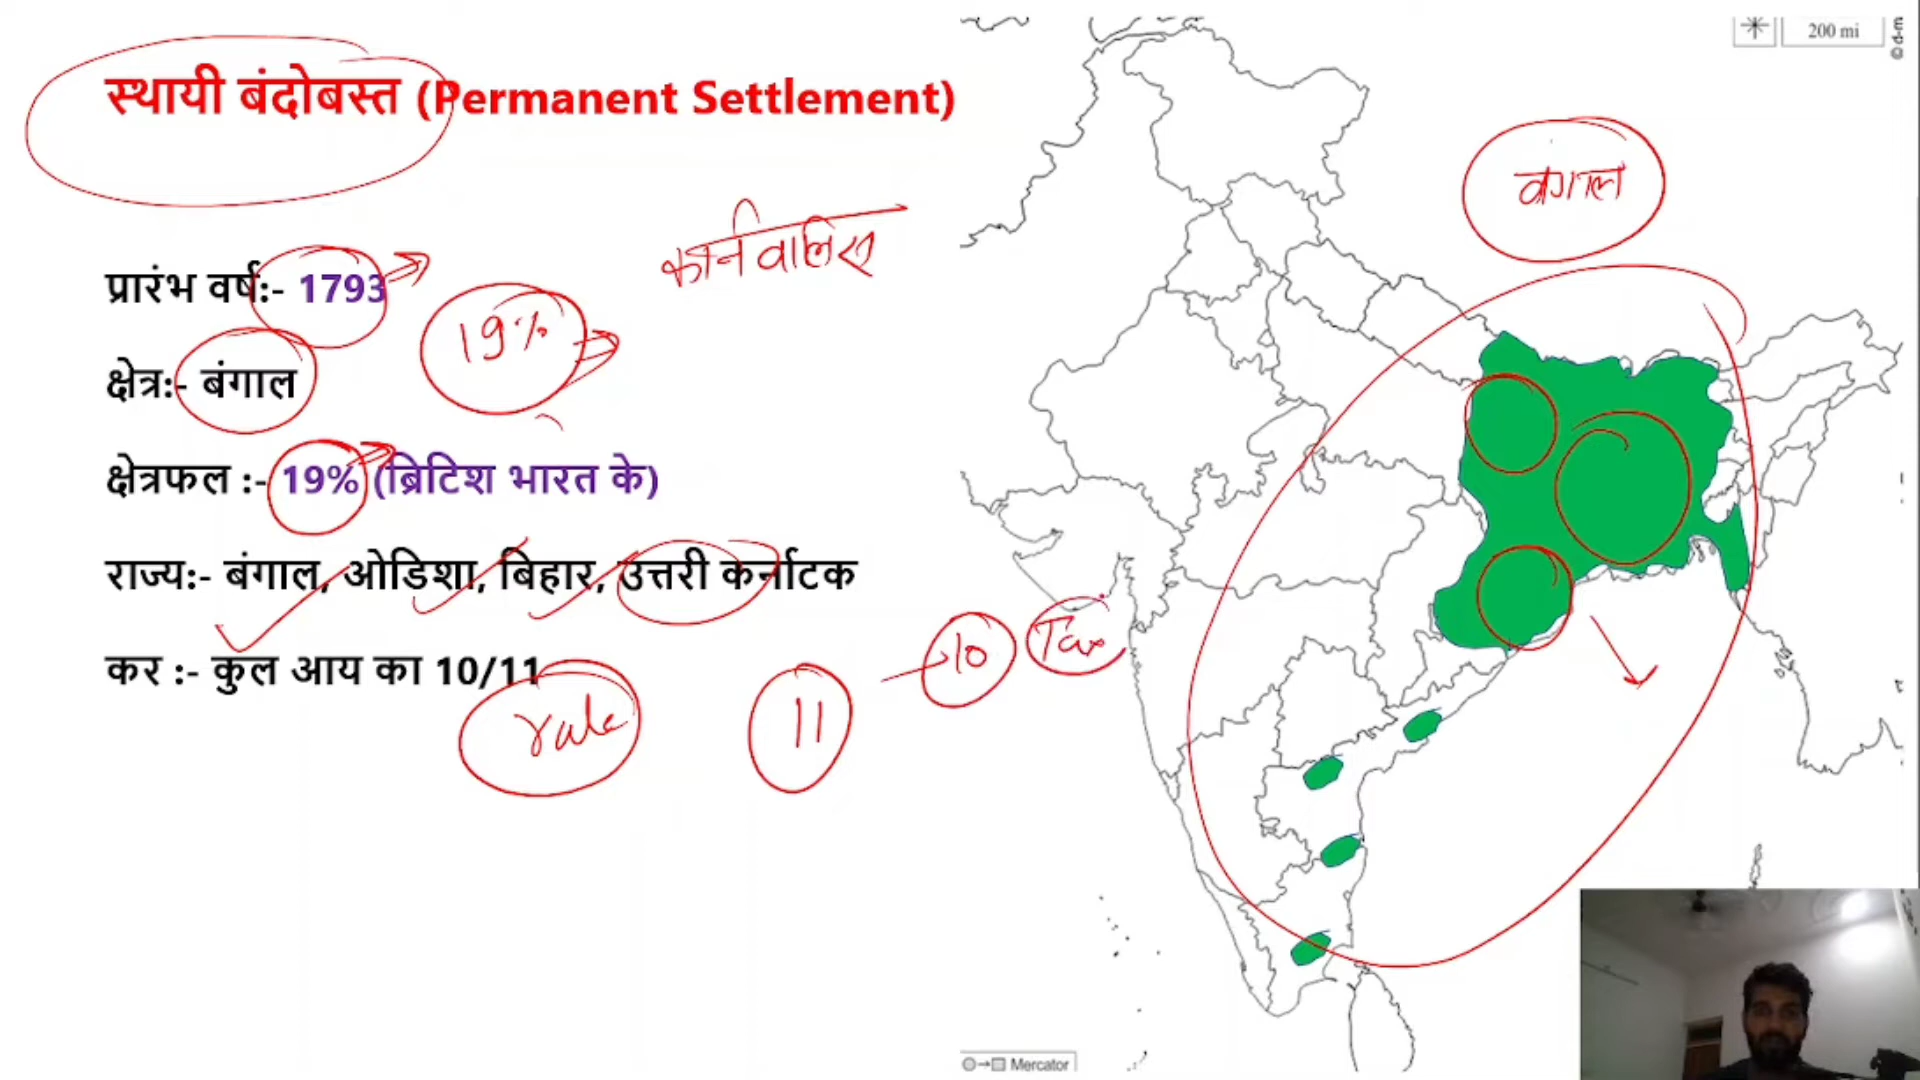 स्थायी बंदोबस्त (Permanent Settlement)
200 mi
© d-m
बंगाल
कार्नवालिस
प्रारंभ वर्ष:- 1793
19%
क्षेत्र:- बंगाल
क्षेत्रफल :- 19% (ब्रिटिश भारत के)
राज्य:- बंगाल, ओडिशा, बिहार, उत्तरी कर्नाटक
10
Tax
कर :- कुल आय का 10/11
rate
11
Mercator